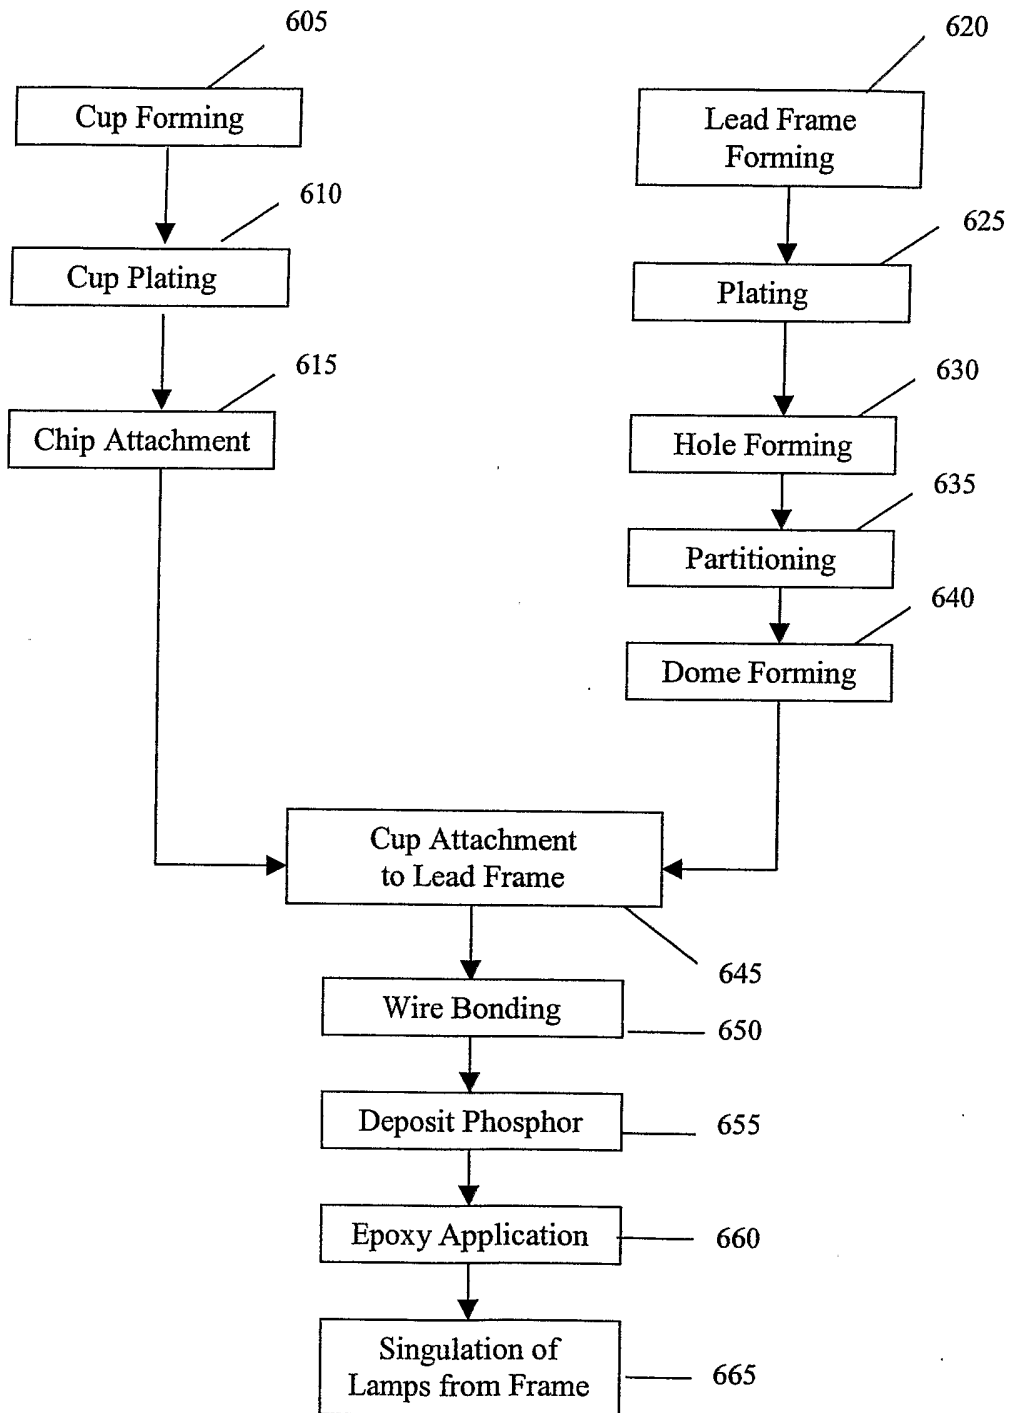 605
Cup Forming
610
Cup Plating
615
Chip Attachment
620
Lead Frame
Forming
625
Plating
630
Hole Forming
635
Partitioning
640
Dome Forming
Cup Attachment
to Lead Frame
645
Wire Bonding
650
Deposit Phosphor
655
Epoxy Application
660
Singulation of
Lamps from Frame
665